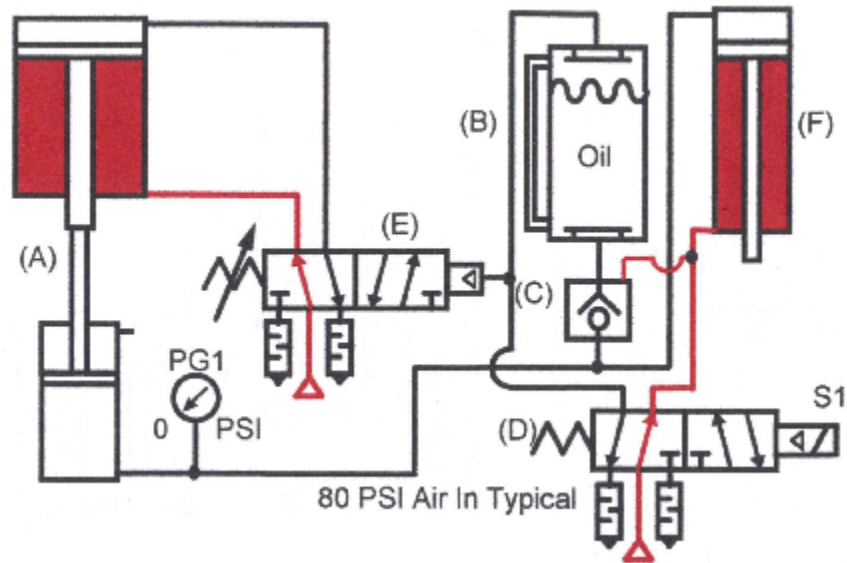 (B)
(F)
Oil
(E)
(A)
(C)
PG1
0 PSI
S1
(D)
80 PSI Air In Typical